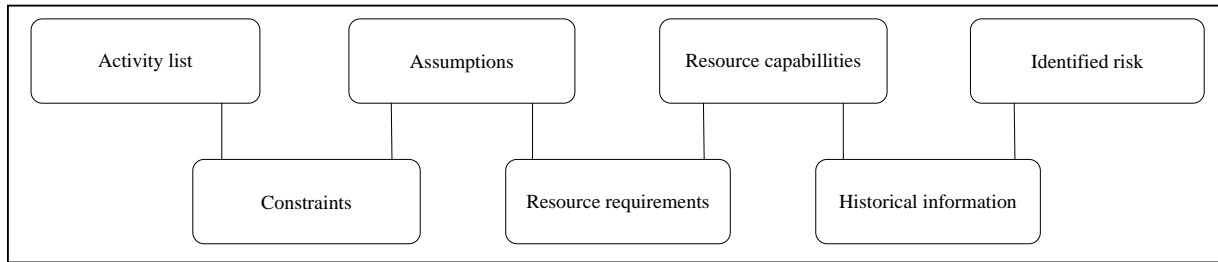 Activity list
Assumptions
Resource capabillities
Identified risk
Constraints
Resource requirements
Historical information